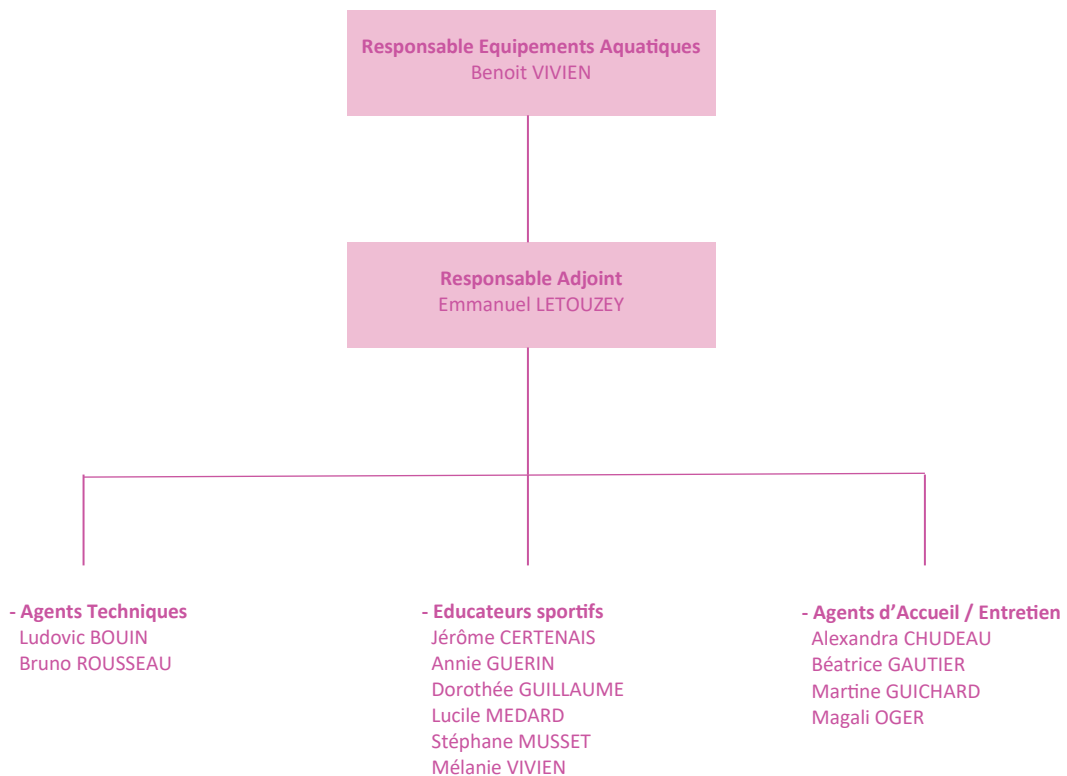 Responsable Equipements Aquatiques
Benoit VIVIEN
Responsable Adjoint
Emmanuel LETOUZEY
- Agents Techniques
Ludovic BOUIN
Bruno ROUSSEAU
- Educateurs sportifs
Jérôme CERTENAIS
Annie GUERIN
Dorothée GUILLAUME
Lucile MEDARD
Stéphane MUSSET
Mélanie VIVIEN
- Agents d’Accueil / Entretien
Alexandra CHUDEAU
Béatrice GAUTIER
Martine GUICHARD
Magali OGER